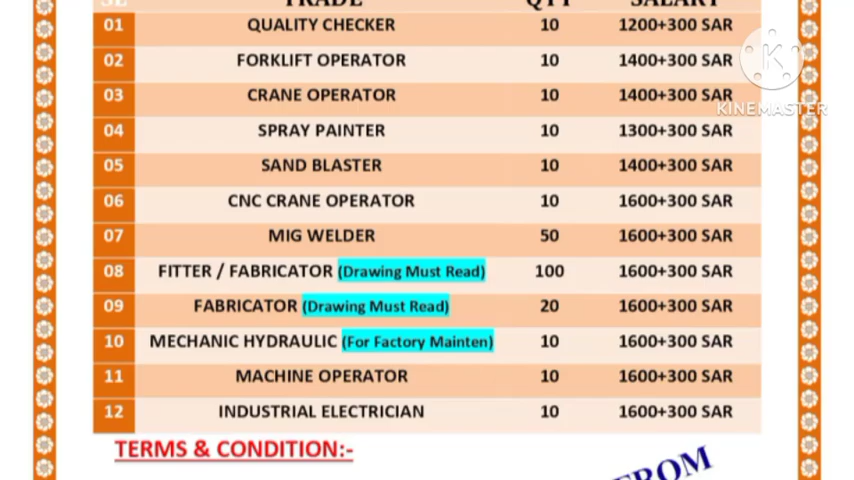 SL TRADE QTY SALARY
01 QUALITY CHECKER 10 1200+300 SAR
02 FORKLIFT OPERATOR 10 1400+300 SAR
03 CRANE OPERATOR 10 1400+300 SAR
04 SPRAY PAINTER 10 1300+300 SAR
05 SAND BLASTER 10 1400+300 SAR
06 CNC CRANE OPERATOR 10 1600+300 SAR
07 MIG WELDER 50 1600+300 SAR
08 FITTER / FABRICATOR (Drawing Must Read) 100 1600+300 SAR
09 FABRICATOR (Drawing Must Read) 20 1600+300 SAR
10 MECHANIC HYDRAULIC (For Factory Mainten) 10 1600+300 SAR
11 MACHINE OPERATOR 10 1600+300 SAR
12 INDUSTRIAL ELECTRICIAN 10 1600+300 SAR
TERMS & CONDITION:-
FROM
K
KINEMASTER